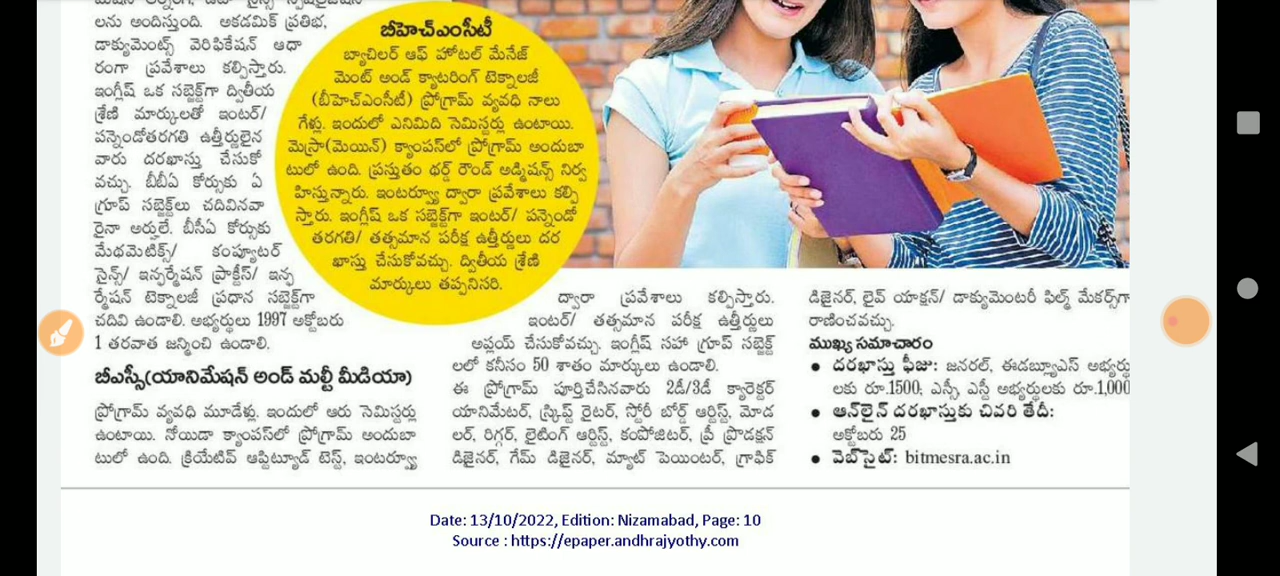 లను అందిస్తుంది. అకడమిక్ ప్రతిభ,
డాక్యుమెంట్స్ వెరిఫికేషన్ ఆధా
రంగా ప్రవేశాలు కల్పిస్తారు.
ఇంగ్లీష్ ఒక సబ్జెక్ట్‌గా ద్వితీయ
శ్రేణి మార్కులతో ఇంటర్/
పన్నెండోతరగతి ఉత్తీర్ణులైన
వారు దరఖాస్తు చేసుకో
వచ్చు. బీబీఏ కోర్సుకు ఏ
గ్రూప్ సబ్జెక్ట్‌లు చదివినవా
రైనా అర్హులే. బీసీఏ కోర్సుకు
మేథమెటిక్స్/ కంప్యూటర్
సైన్స్/ ఇన్ఫర్మేషన్ ప్రాక్టీస్/ ఇన్ఫ
ర్మేషన్ టెక్నాలజీ ప్రధాన సబ్జెక్ట్‌గా
చదివి ఉండాలి. అభ్యర్థులు 1997 అక్టోబరు
1 తరవాత జన్మించి ఉండాలి.
బీఎస్సీ(యానిమేషన్ అండ్ మల్టీ మీడియా)
ప్రోగ్రామ్ వ్యవధి మూడేళ్లు. ఇందులో ఆరు సెమిస్టర్లు
ఉంటాయి. నోయిడా క్యాంపస్‌లో ప్రోగ్రామ్ అందుబా
టులో ఉంది. క్రియేటివ్ ఆప్టిట్యూడ్ టెస్ట్, ఇంటర్వ్యూ
బీహెచ్‌ఎంసీటీ
బ్యాచిలర్ ఆఫ్ హోటల్ మేనేజ్
మెంట్ అండ్ క్యాటరింగ్ టెక్నాలజీ
(బీహెచ్‌ఎంసీటీ) ప్రోగ్రామ్ వ్యవధి నాలు
గేళ్లు. ఇందులో ఎనిమిది సెమిస్టర్లు ఉంటాయి.
మెస్రా(మెయిన్) క్యాంపస్‌లో ప్రోగ్రామ్ అందుబా
టులో ఉంది. ప్రస్తుతం థర్డ్ రౌండ్ అడ్మిషన్స్ నిర్వ
హిస్తున్నారు. ఇంటర్వ్యూ ద్వారా ప్రవేశాలు కల్పి
స్తారు. ఇంగ్లీష్ ఒక సబ్జెక్ట్‌గా ఇంటర్/ పన్నెండో
తరగతి/ తత్సమాన పరీక్ష ఉత్తీర్ణులు దర
ఖాస్తు చేసుకోవచ్చు. ద్వితీయ శ్రేణి
మార్కులు తప్పనిసరి.
ద్వారా ప్రవేశాలు కల్పిస్తారు.
ఇంటర్/ తత్సమాన పరీక్ష ఉత్తీర్ణులు
అప్లయ్ చేసుకోవచ్చు. ఇంగ్లీష్ సహా గ్రూప్ సబ్జెక్ట్
లలో కనీసం 50 శాతం మార్కులు ఉండాలి.
ఈ ప్రోగ్రామ్ పూర్తిచేసినవారు 2డీ/3డీ క్యారెక్టర్
యానిమేటర్, స్క్రిప్ట్ రైటర్, స్టోరీ బోర్డ్ ఆర్టిస్ట్, మోడ
లర్, రిగ్గర్, లైటింగ్ ఆర్టిస్ట్, కంపోజిటర్, ప్రీ ప్రొడక్షన్
డిజైనర్, గేమ్ డిజైనర్, మ్యాట్ పెయింటర్, గ్రాఫిక్
డిజైనర్, లైవ్ యాక్షన్/ డాక్యుమెంటరీ ఫిల్మ్ మేకర్స్‌గా
రాణించవచ్చు.
ముఖ్య సమాచారం
• దరఖాస్తు ఫీజు: జనరల్, ఈడబ్ల్యూఎస్ అభ్యర్థు
లకు రూ.1500; ఎస్సీ, ఎస్టీ అభ్యర్థులకు రూ.1,000
• ఆన్‌లైన్ దరఖాస్తుకు చివరి తేదీ:
అక్టోబరు 25
• వెబ్‌సైట్: bitmesra.ac.in
Date: 13/10/2022, Edition: Nizamabad, Page: 10
Source : https://epaper.andhrajyothy.com